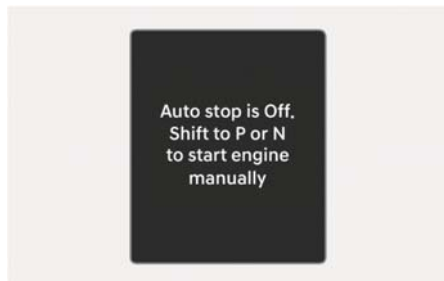 Auto stop is Off.
Shift to P or N
to start engine
manually